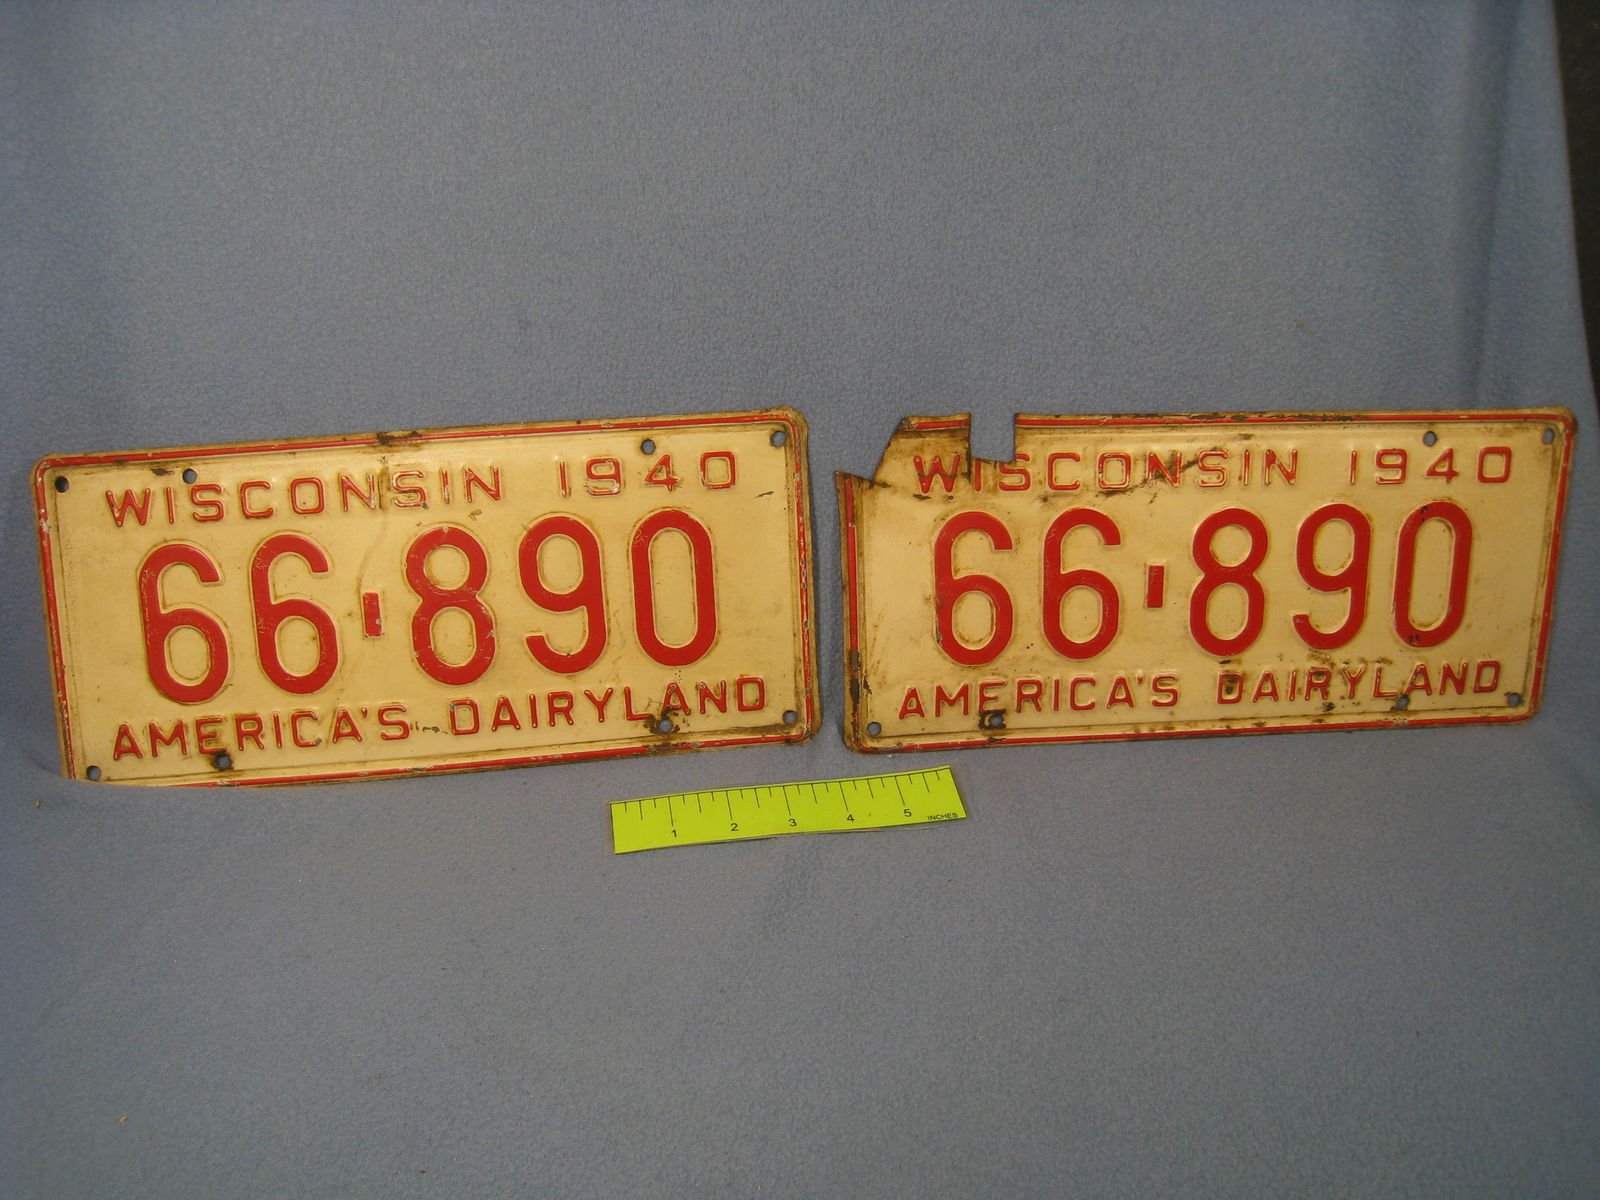 WISCONSIN 1940
66-890
AMERICA'S DAIRYLAND
WISCONSIN 1940
66-890
AMERICA'S DAIRYLAND
1 2 3 4 5 INCHES